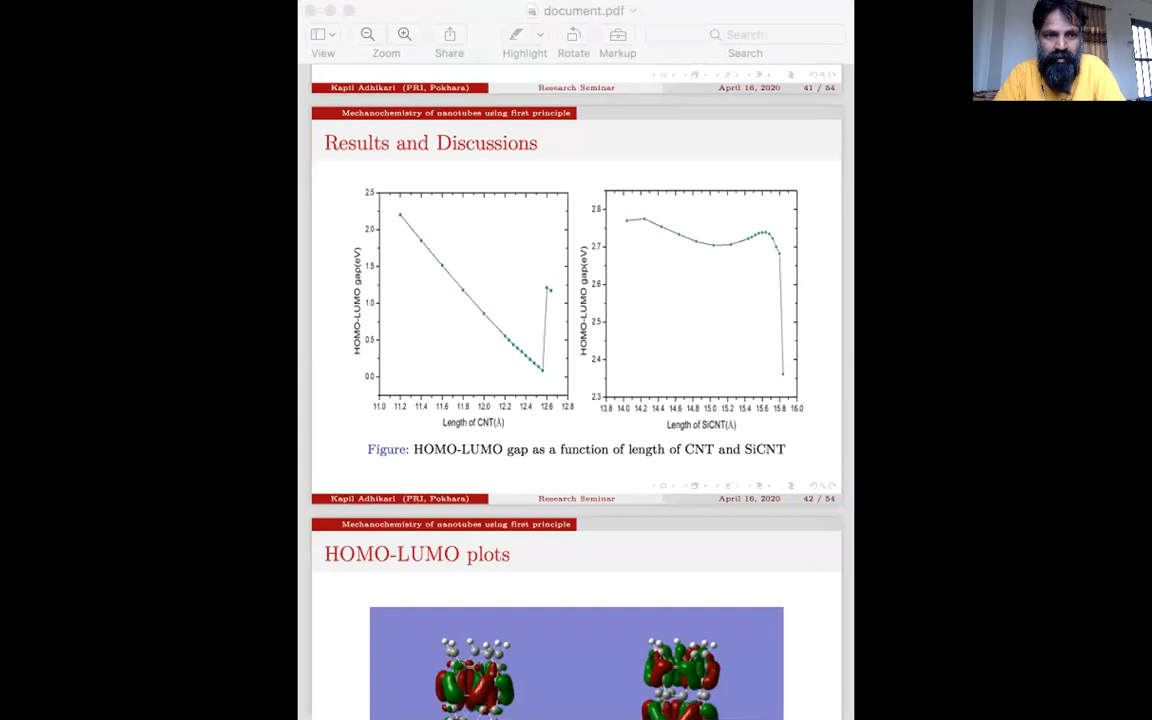 document.pdf
View Zoom Share Highlight Rotate Markup Search
Search
Kapil Adhikari (PRI, Pokhara) Research Seminar April 16, 2020 41 / 54
Mechanochemistry of nanotubes using first principle
Results and Discussions
HOMO-LUMO gap(eV)
2.5
2.0
1.5
1.0
0.5
0.0
11.0 11.2 11.4 11.6 11.8 12.0 12.2 12.4 12.6 12.8
Length of CNT(Å)
HOMO-LUMO gap(eV)
2.8
2.7
2.6
2.5
2.4
2.3
13.8 14.0 14.2 14.4 14.6 14.8 15.0 15.2 15.4 15.6 15.8 16.0
Length of SiCNT(Å)
Figure: HOMO-LUMO gap as a function of length of CNT and SiCNT
Kapil Adhikari (PRI, Pokhara) Research Seminar April 16, 2020 42 / 54
Mechanochemistry of nanotubes using first principle
HOMO-LUMO plots